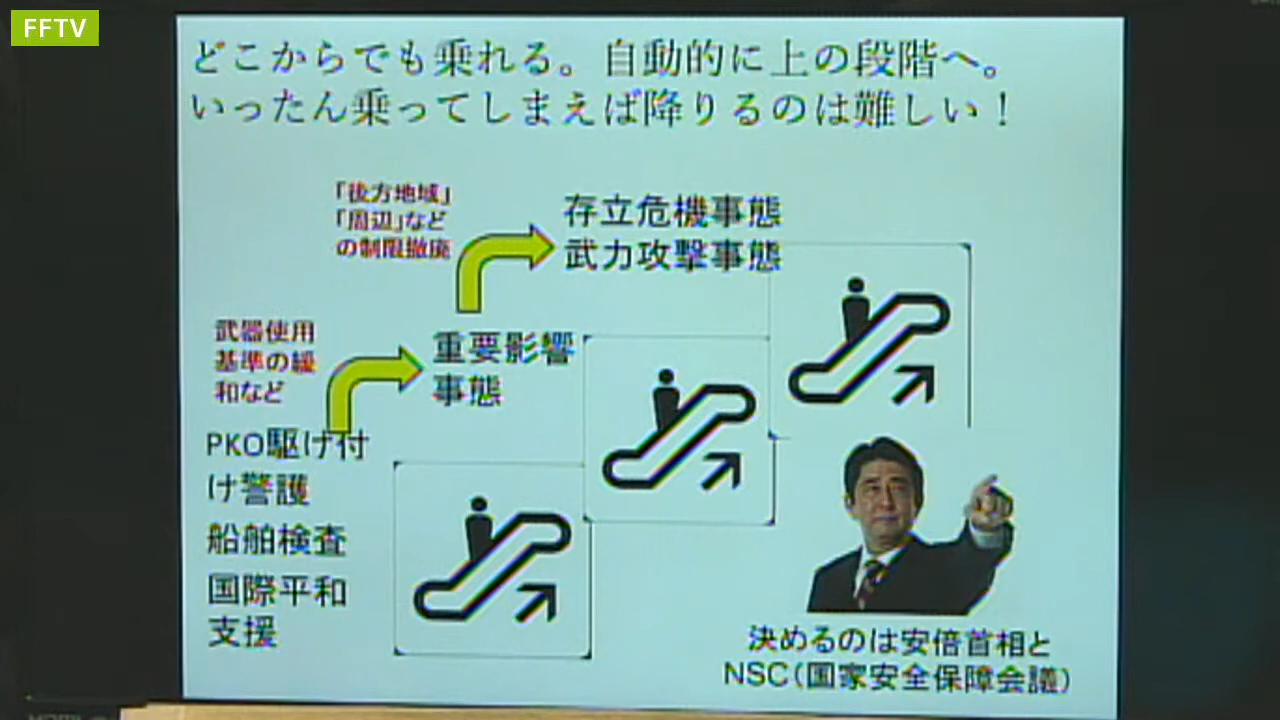 FFTV
どこからでも乗れる。自動的に上の段階へ。
いったん乗ってしまえば降りるのは難しい！
「後方地域」
「周辺」など
の制限撤廃
存立危機事態
武力攻撃事態
武器使用
基準の緩
和など
重要影響
事態
PKO駆け付
け警護
船舶検査
国際平和
支援
決めるのは安倍首相と
NSC（国家安全保障会議）